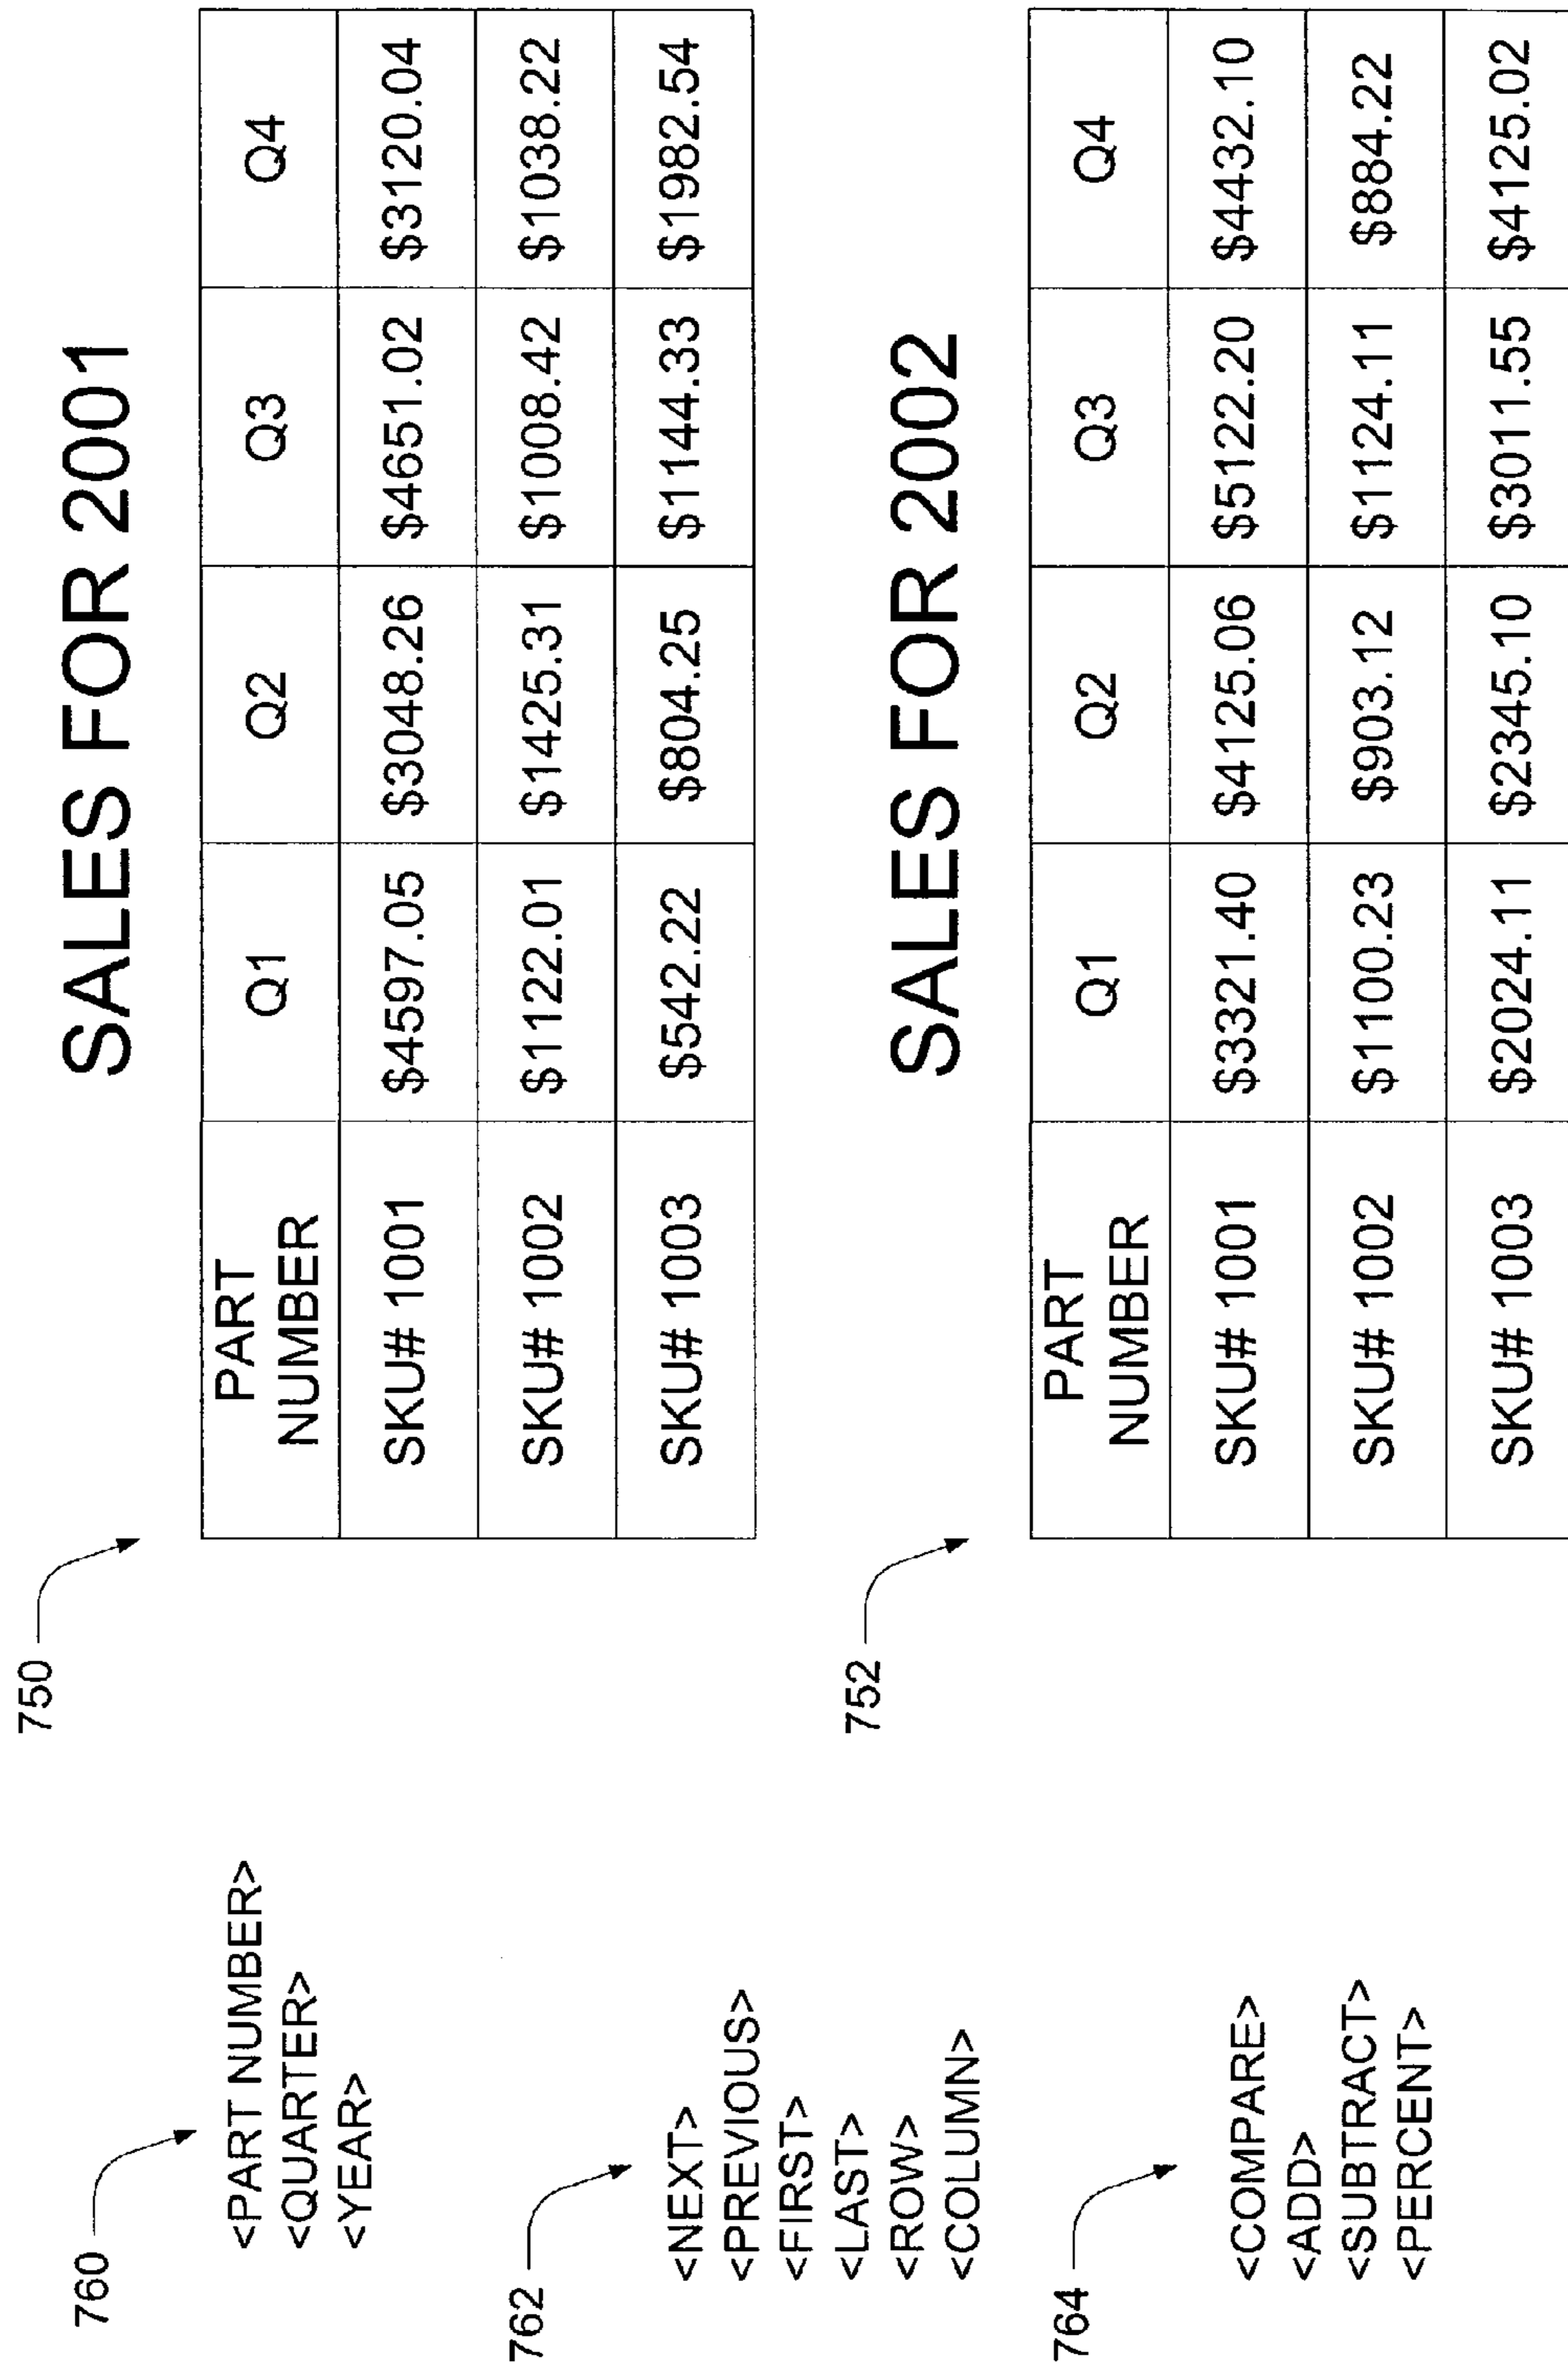 760
<PART NUMBER>
<QUARTER>
<YEAR>
762
<NEXT>
<PREVIOUS>
<FIRST>
<LAST>
<ROW>
<COLUMN>
764
<COMPARE>
<ADD>
<SUBTRACT>
<PERCENT>
750
SALES FOR 2001
PART
NUMBER
Q1 Q2 Q3 Q4
SKU# 1001 $4597.05 $3048.26 $4651.02 $3120.04
SKU# 1002 $1122.01 $1425.31 $1008.42 $1038.22
SKU# 1003 $542.22 $804.25 $1144.33 $1982.54
752
SALES FOR 2002
PART
NUMBER
Q1 Q2 Q3 Q4
SKU# 1001 $3321.40 $4125.06 $5122.20 $4432.10
SKU# 1002 $1100.23 $903.12 $1124.11 $884.22
SKU# 1003 $2024.11 $2345.10 $3011.55 $4125.02